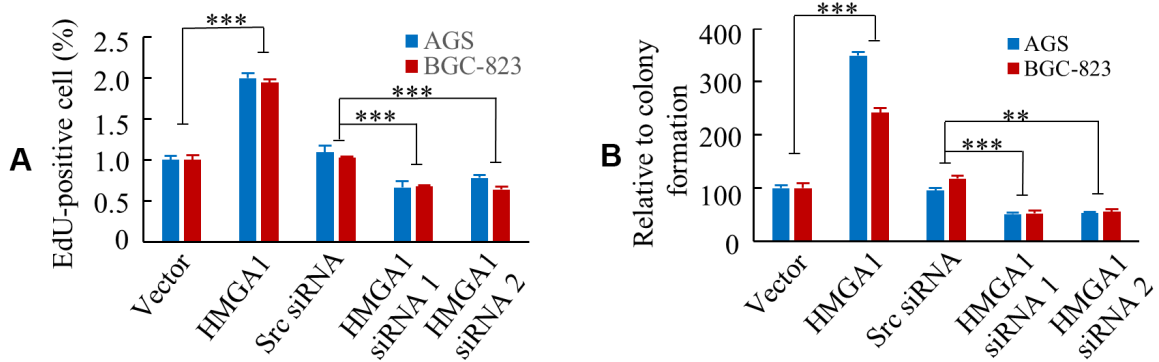 A
EdU-positive cell (%)
2.5
2.0
1.5
1.0
0.5
0
***
***
***
AGS
BGC-823
Vector
HMGA1
Src siRNA
HMGA1
siRNA 1
HMGA1
siRNA 2
B
Relative to colony
formation
400
300
200
100
0
***
**
***
AGS
BGC-823
Vector
HMGA1
Src siRNA
HMGA1
siRNA 1
HMGA1
siRNA 2